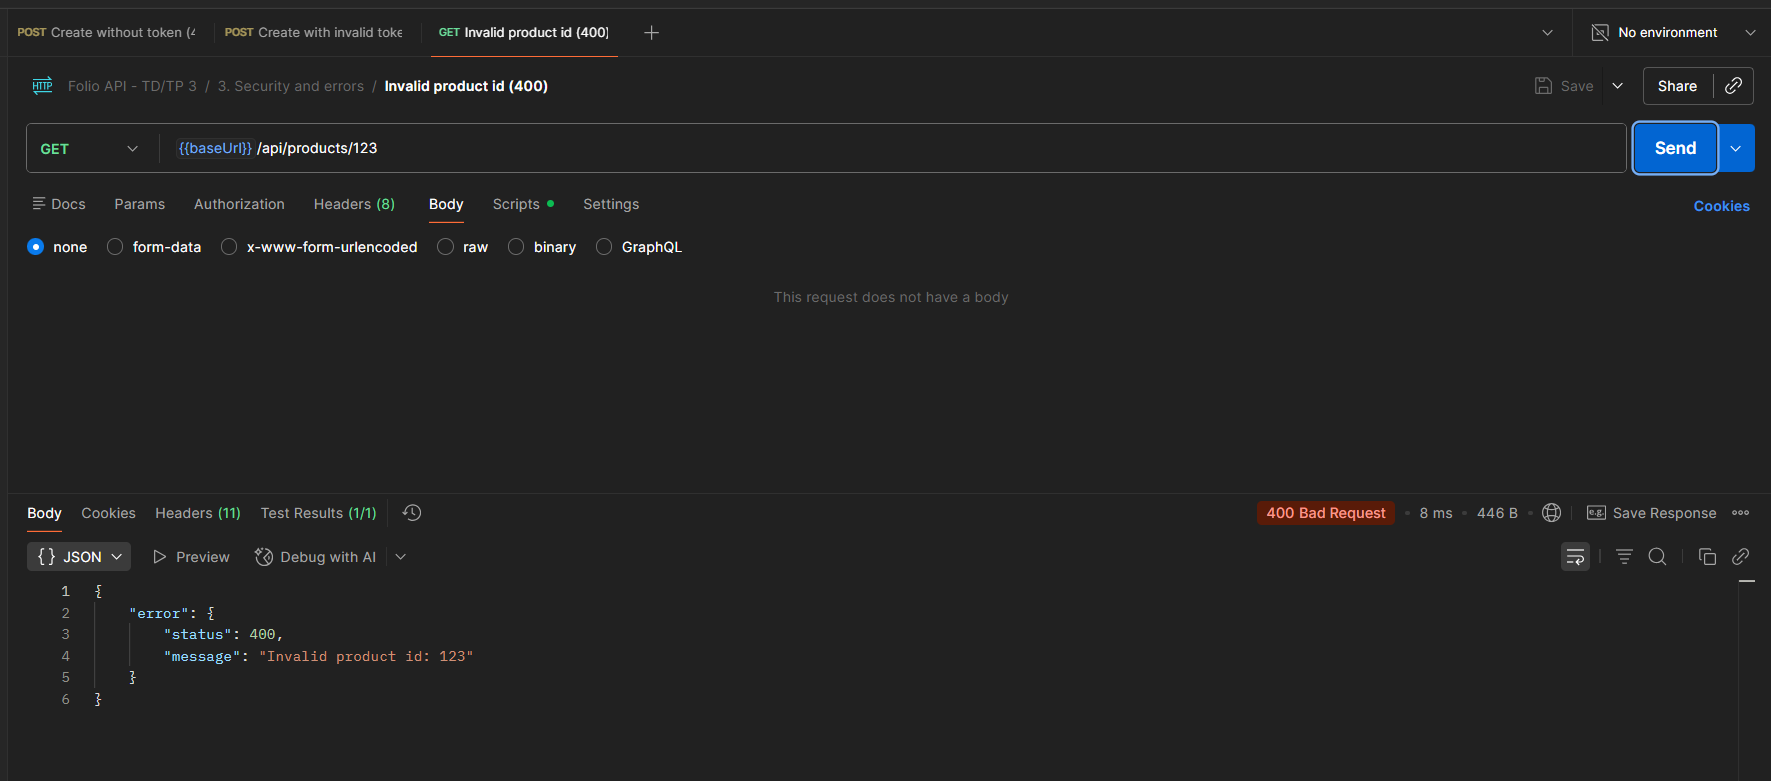 POST Create without token (4 POST Create with invalid toke GET Invalid product id (400) No environment
HTTP Folio API - TD/TP 3 / 3. Security and errors / Invalid product id (400) Save Share
GET {{baseUrl}} /api/products/123 Send
Docs Params Authorization Headers (8) Body Scripts Settings Cookies
none form-data x-www-form-urlencoded raw binary GraphQL
This request does not have a body
Body Cookies Headers (11) Test Results (1/1) 400 Bad Request 8 ms 446 B e.g. Save Response
{} JSON Preview Debug with AI
1 {
2 "error": {
3 "status": 400,
4 "message": "Invalid product id: 123"
5 }
6 }